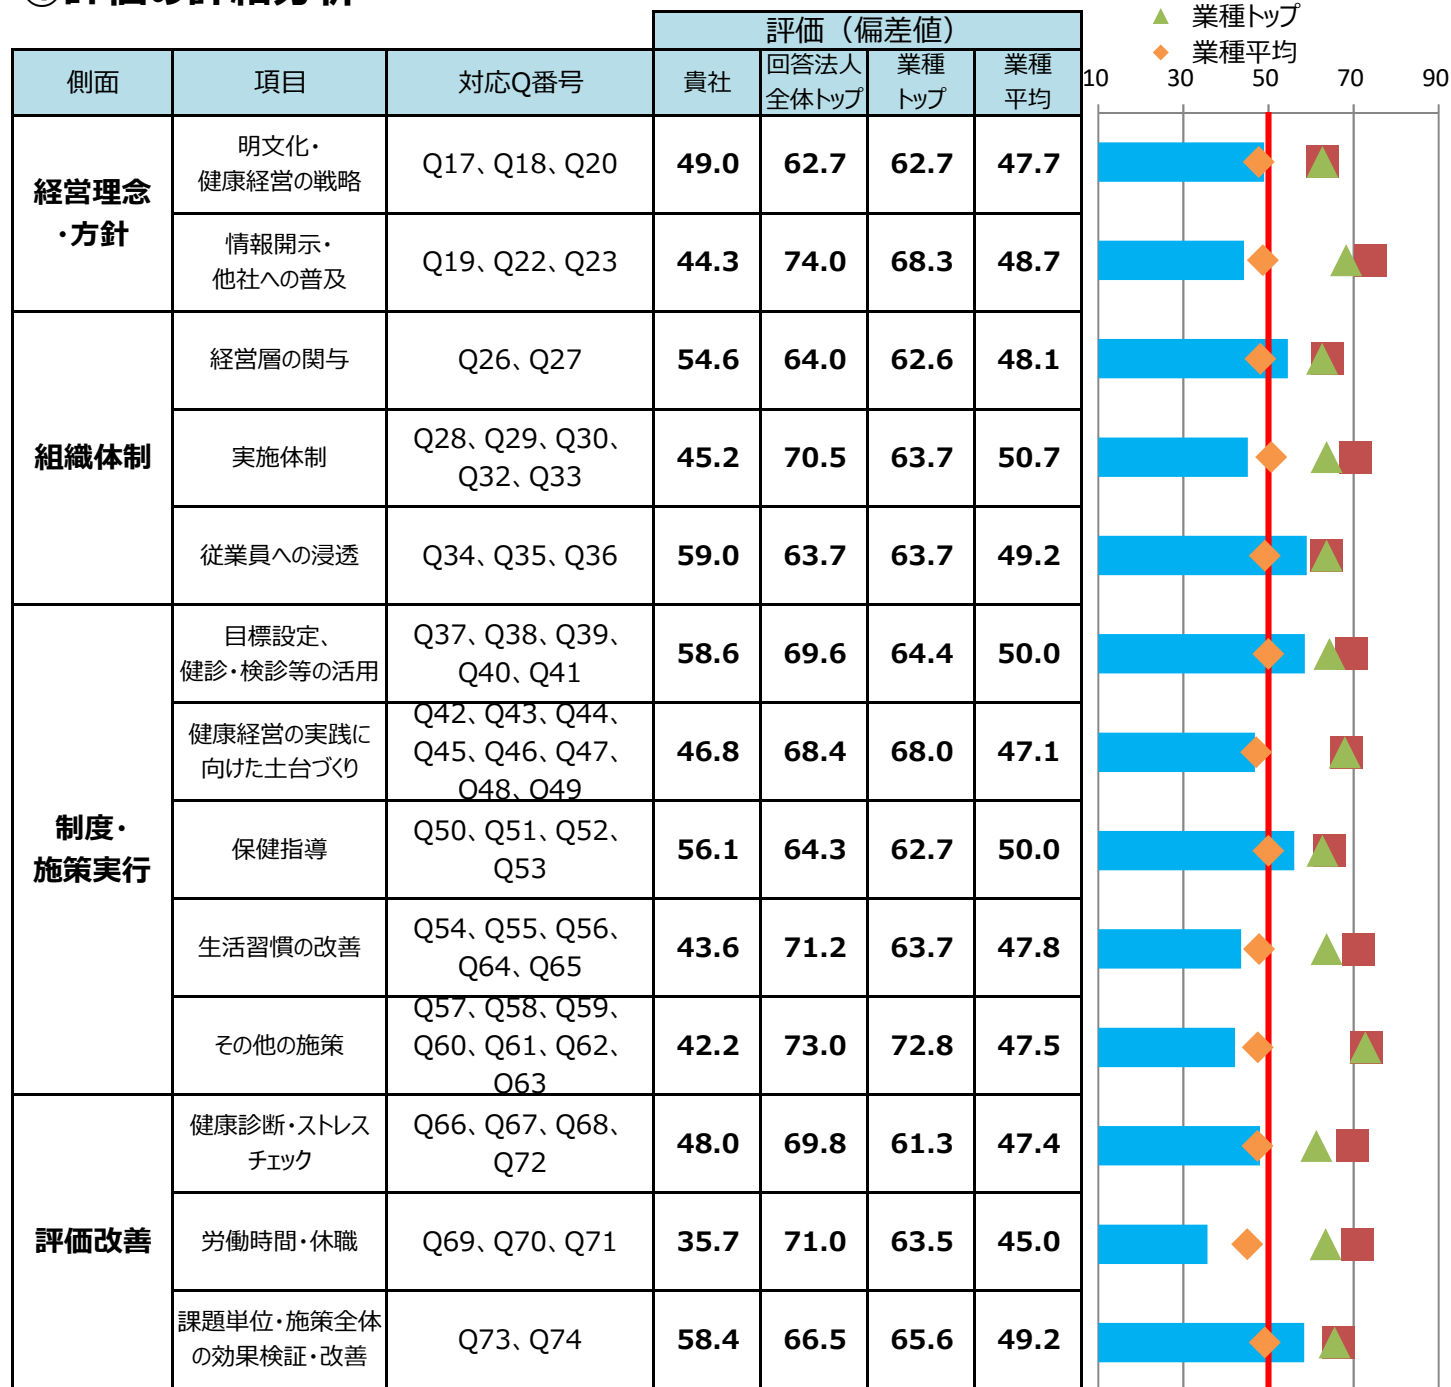 ①評価の詳細分析
▲ 業種トップ
◆ 業種平均
評価（偏差値）
側面 項目 対応Q番号 貴社 回答法人全体トップ 業種トップ 業種平均
10 30 50 70 90
経営理念・方針
明文化・健康経営の戦略 Q17、Q18、Q20 49.0 62.7 62.7 47.7
情報開示・他社への普及 Q19、Q22、Q23 44.3 74.0 68.3 48.7
組織体制
経営層の関与 Q26、Q27 54.6 64.0 62.6 48.1
実施体制 Q28、Q29、Q30、Q32、Q33 45.2 70.5 63.7 50.7
従業員への浸透 Q34、Q35、Q36 59.0 63.7 63.7 49.2
制度・施策実行
目標設定、健診・検診等の活用 Q37、Q38、Q39、Q40、Q41 58.6 69.6 64.4 50.0
健康経営の実践に向けた土台づくり Q42、Q43、Q44、Q45、Q46、Q47、Q48、Q49 46.8 68.4 68.0 47.1
保健指導 Q50、Q51、Q52、Q53 56.1 64.3 62.7 50.0
生活習慣の改善 Q54、Q55、Q56、Q64、Q65 43.6 71.2 63.7 47.8
その他の施策 Q57、Q58、Q59、Q60、Q61、Q62、Q63 42.2 73.0 72.8 47.5
評価改善
健康診断・ストレスチェック Q66、Q67、Q68、Q72 48.0 69.8 61.3 47.4
労働時間・休職 Q69、Q70、Q71 35.7 71.0 63.5 45.0
課題単位・施策全体の効果検証・改善 Q73、Q74 58.4 66.5 65.6 49.2